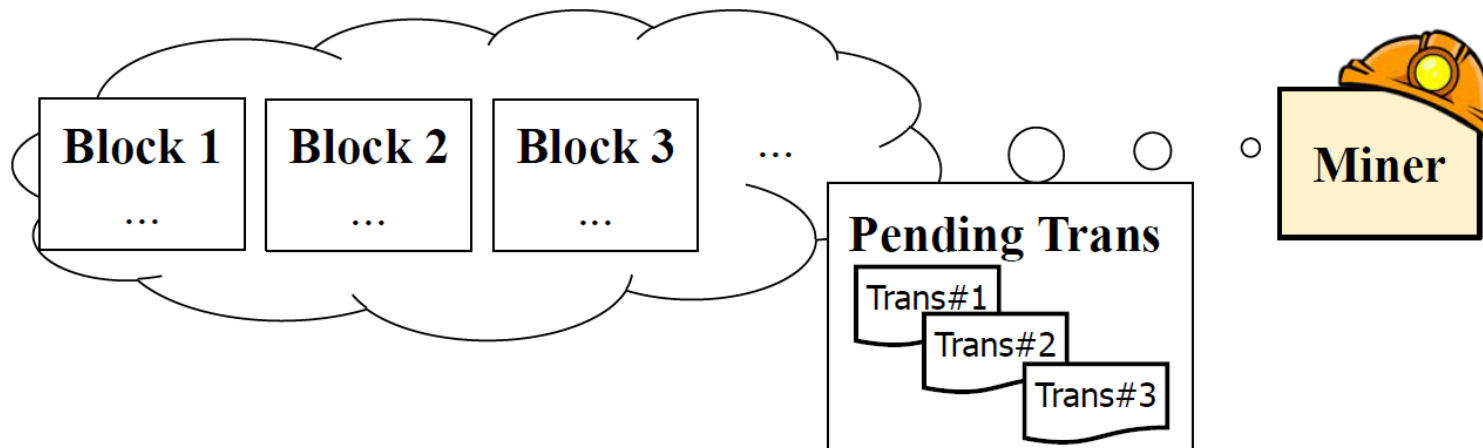 Block 1
...
Block 2
...
Block 3
...
...
Miner
Pending Trans
Trans#1
Trans#2
Trans#3